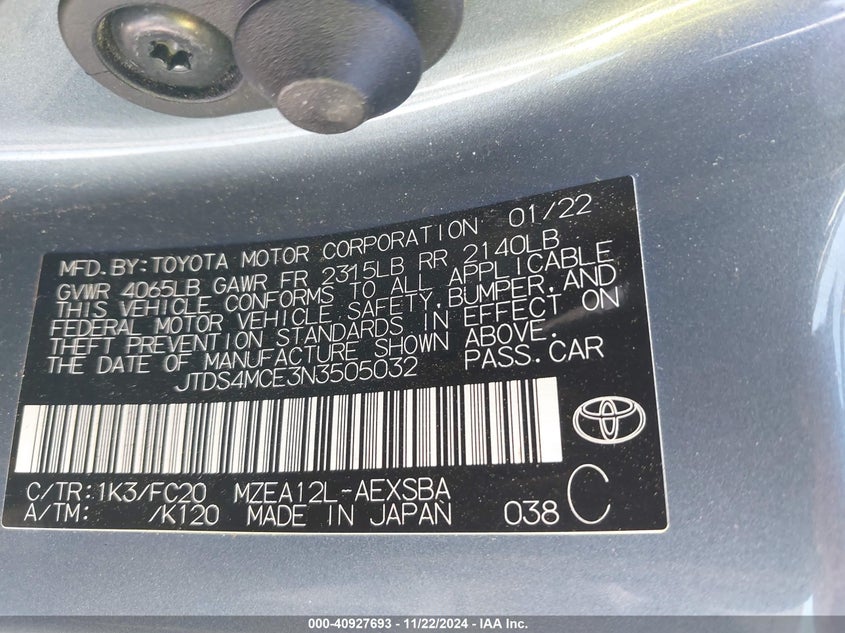 MFD.BY:TOYOTA MOTOR CORPORATION 01/22
GVWR 4065LB GAWR FR 2315LB RR 2140LB
THIS VEHICLE CONFORMS TO ALL APPLICABLE
FEDERAL MOTOR VEHICLE SAFETY,BUMPER,AND
THEFT PREVENTION STANDARDS IN EFFECT ON
THE DATE OF MANUFACTURE SHOWN ABOVE.
JTDS4MCE3N3505032 PASS.CAR
C/TR:1K3/FC20 MZEA12L-AEXSBA
A/TM: /K120 MADE IN JAPAN 038 C
000-40927693 - 11/22/2024 - IAA Inc.